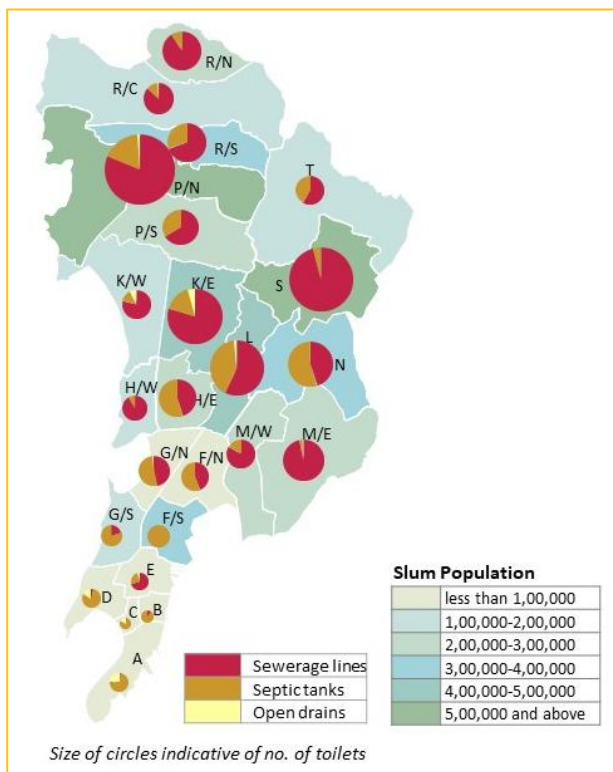 R/N
R/C
R/S
P/N
T
P/S
S
K/W
K/E
L
N
H/W
H/E
M/W
M/E
G/N
F/N
G/S
F/S
E
D
C
B
A
Slum Population
less than 1,00,000
1,00,000-2,00,000
2,00,000-3,00,000
3,00,000-4,00,000
4,00,000-5,00,000
5,00,000 and above
Sewerage lines
Septic tanks
Open drains
Size of circles indicative of no. of toilets